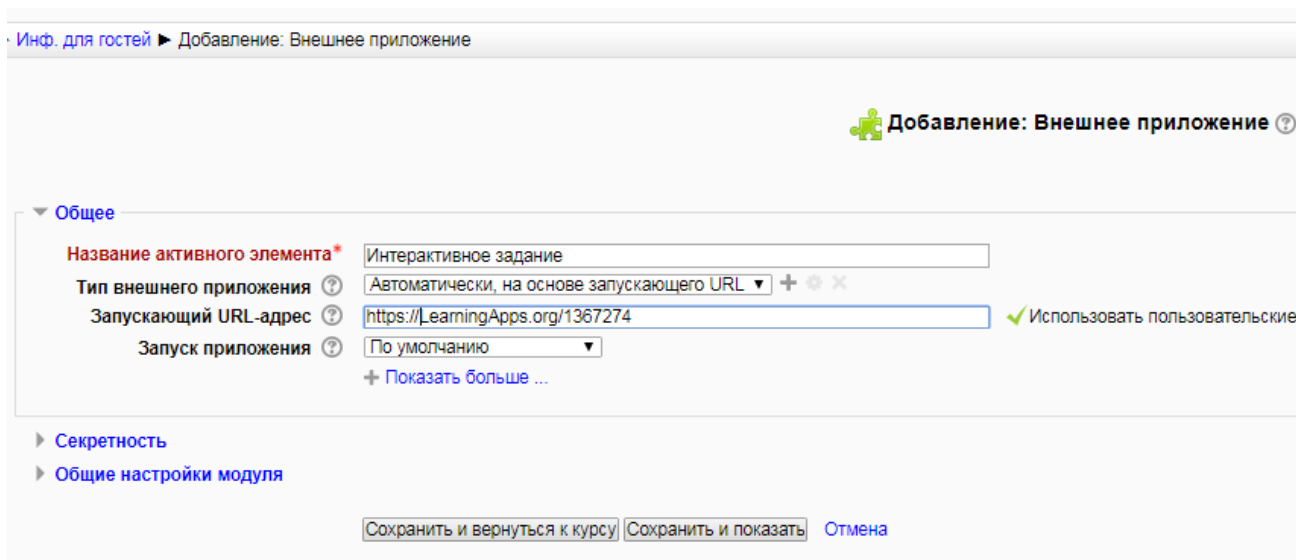 Инф. для гостей ► Добавление: Внешнее приложение
Добавление: Внешнее приложение
Общее
Название активного элемента* Интерактивное задание
Тип внешнего приложения Автоматически, на основе запускающего URL
Запускающий URL-адрес https://LearningApps.org/1367274 Использовать пользовательские
Запуск приложения По умолчанию
Показать больше ...
Секретность
Общие настройки модуля
Сохранить и вернуться к курсу Сохранить и показать Отмена